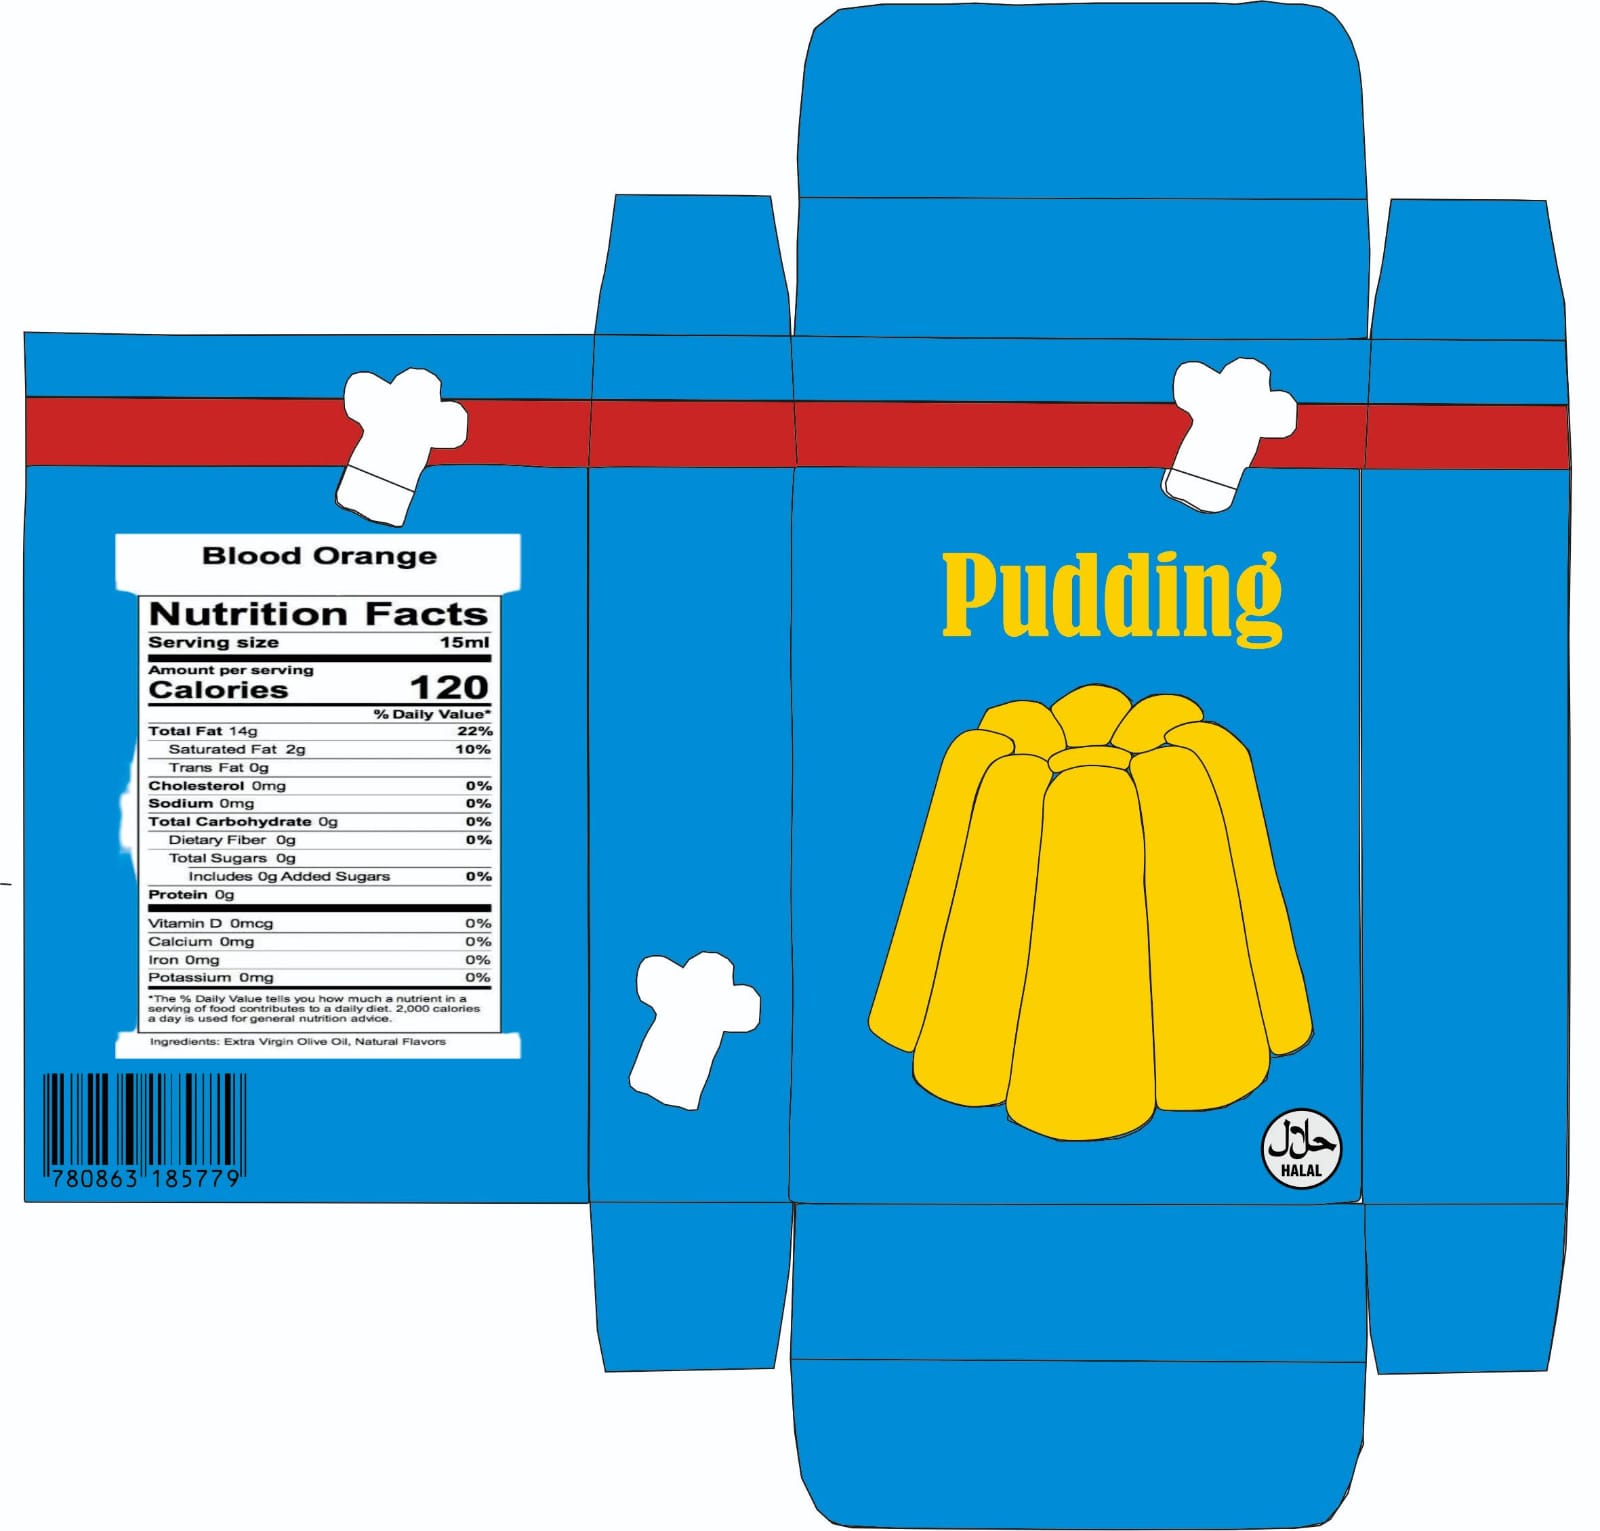 Blood Orange
Nutrition Facts
Serving size 15ml
Amount per serving
Calories 120
% Daily Value*
Total Fat 14g 22%
Saturated Fat 2g 10%
Trans Fat 0g
Cholesterol 0mg 0%
Sodium 0mg 0%
Total Carbohydrate 0g 0%
Dietary Fiber 0g 0%
Total Sugars 0g
Includes 0g Added Sugars 0%
Protein 0g
Vitamin D 0mcg 0%
Calcium 0mg 0%
Iron 0mg 0%
Potassium 0mg 0%
*The % Daily Value tells you how much a nutrient in a
serving of food contributes to a daily diet. 2,000 calories
a day is used for general nutrition advice.
Ingredients: Extra Virgin Olive Oil, Natural Flavors
780863 185779
Pudding
حلال
HALAL